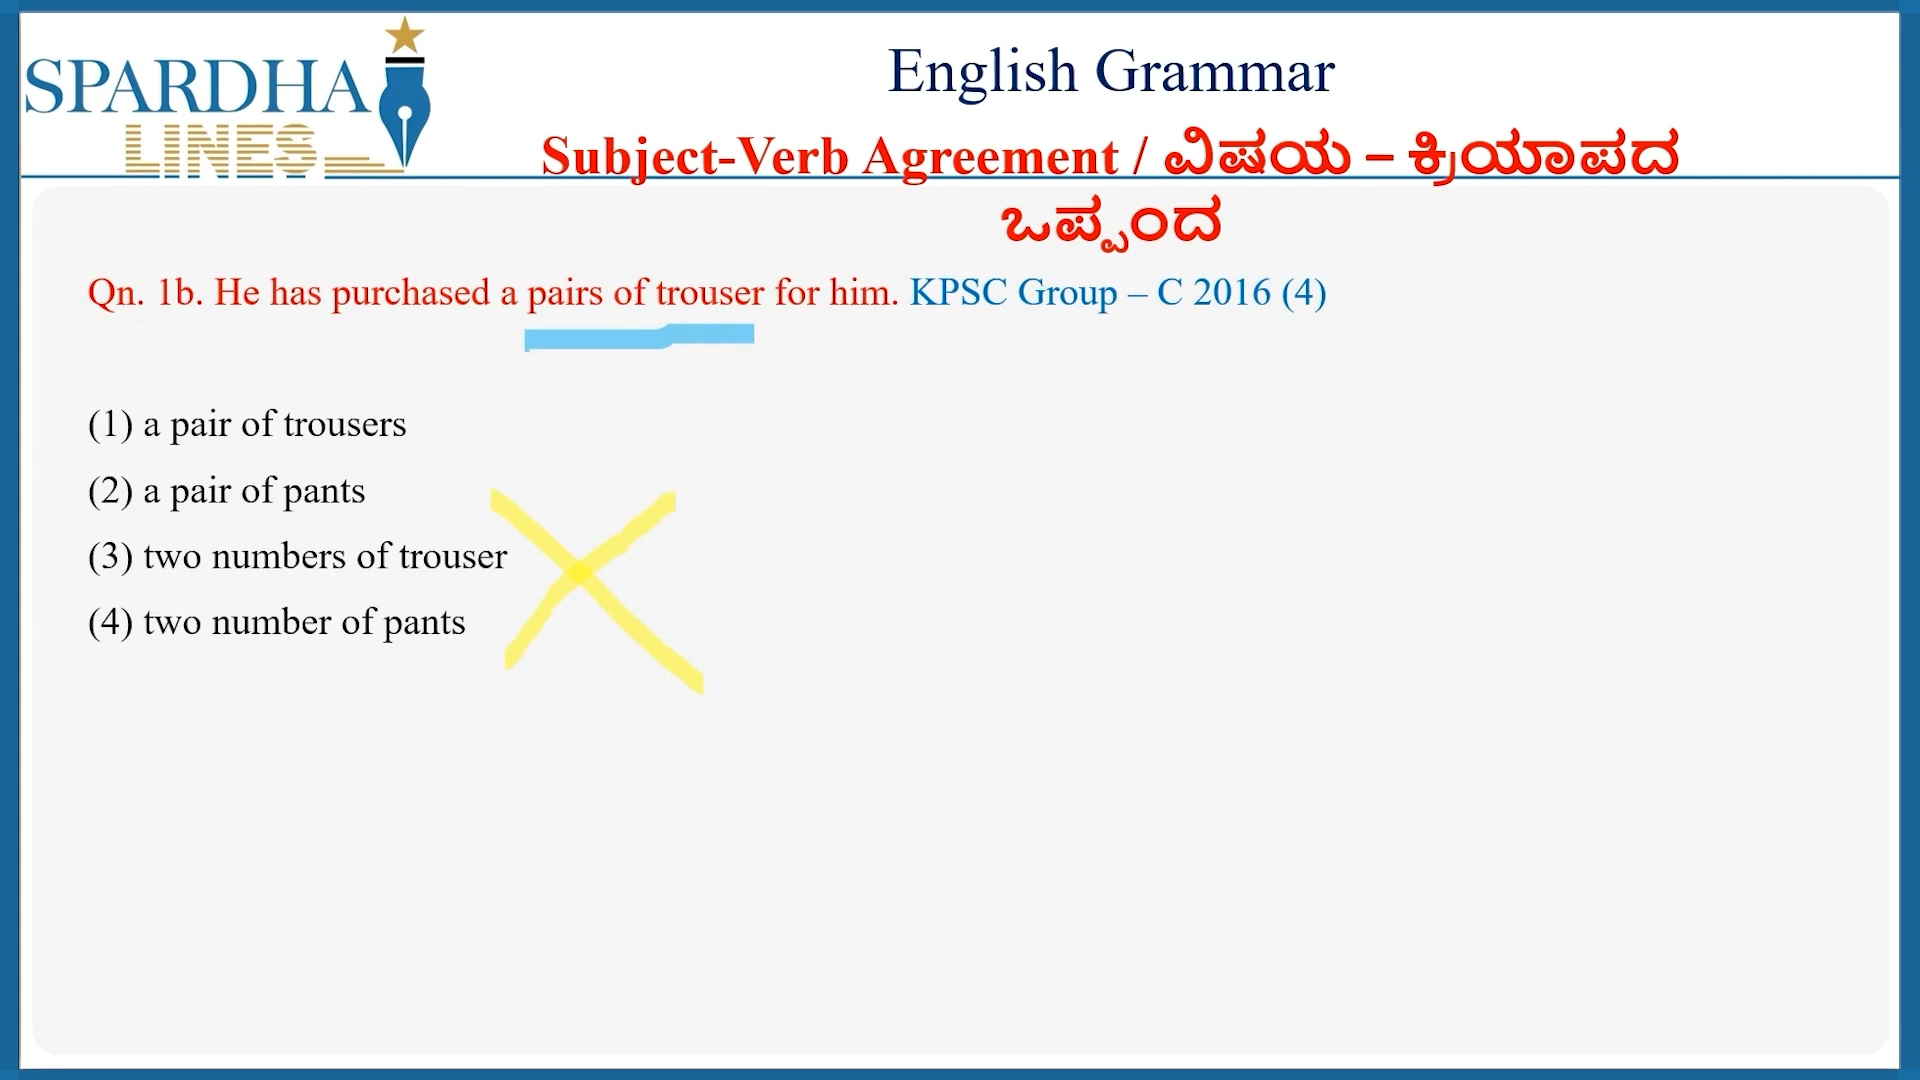 SPARDHA
LINES
English Grammar
Subject-Verb Agreement / ವಿಷಯ – ಕ್ರಿಯಾಪದ
ಒಪ್ಪಂದ
Qn. 1b. He has purchased a pairs of trouser for him. KPSC Group – C 2016 (4)
(1) a pair of trousers
(2) a pair of pants
(3) two numbers of trouser
(4) two number of pants